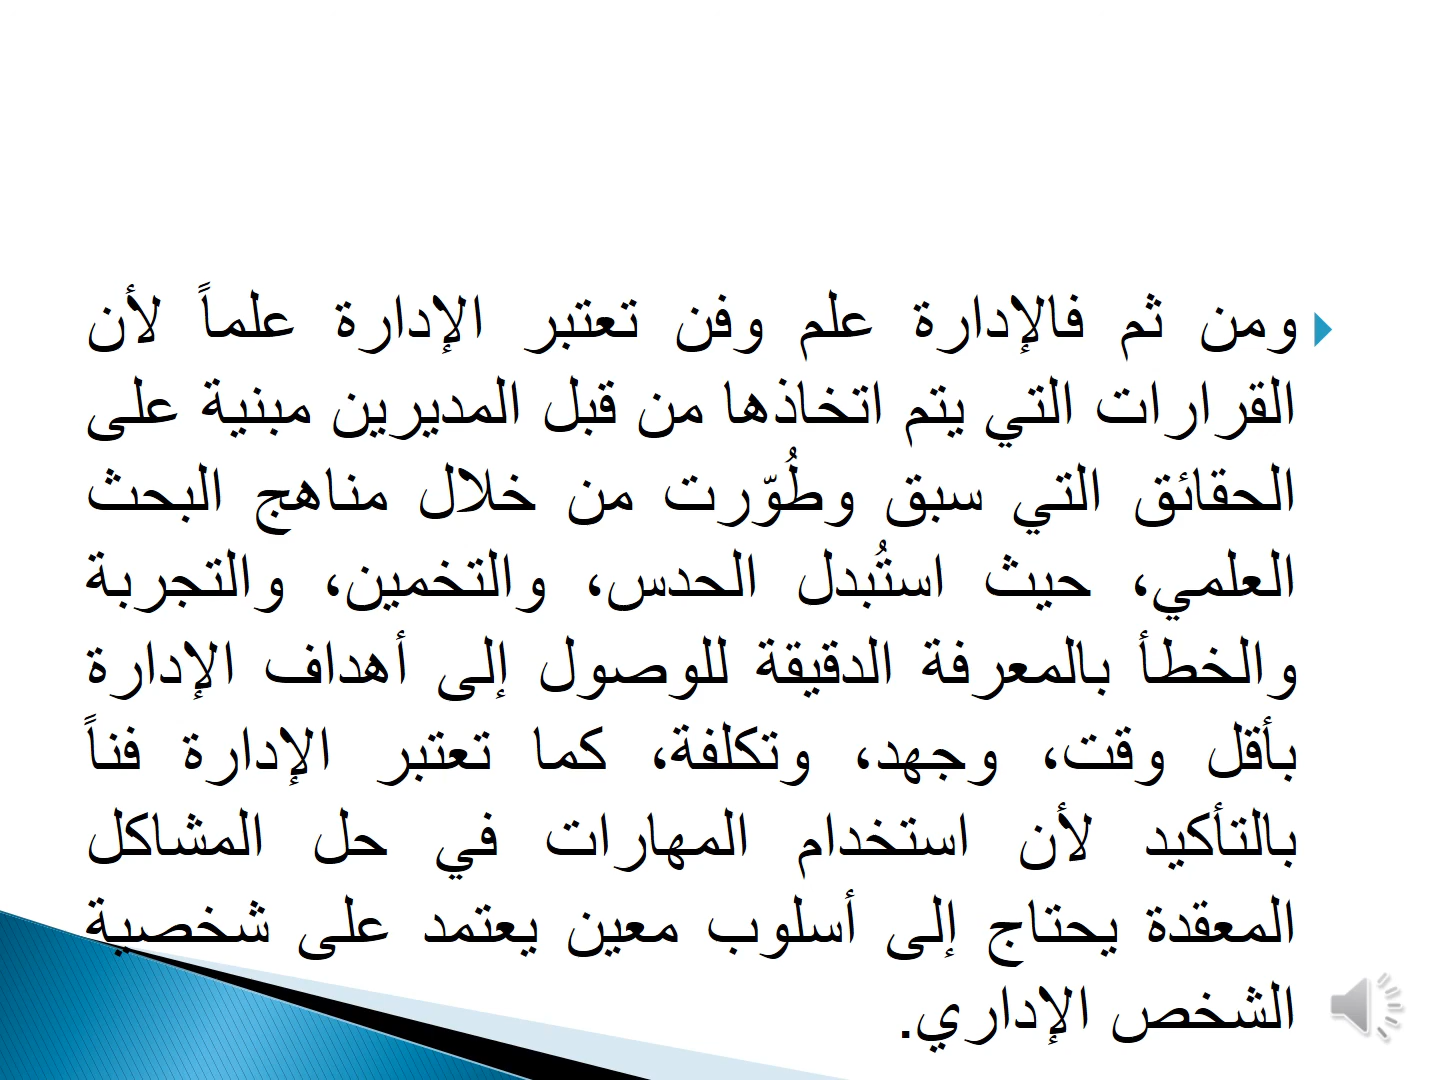 ومن ثم فالإدارة علم وفن تعتبر الإدارة علماً لأن
القرارات التي يتم اتخاذها من قبل المديرين مبنية على
الحقائق التي سبق وطُوّرت من خلال مناهج البحث
العلمي، حيث استُبدل الحدس، والتخمين، والتجربة
والخطأ بالمعرفة الدقيقة للوصول إلى أهداف الإدارة
بأقل وقت، وجهد، وتكلفة، كما تعتبر الإدارة فناً
بالتأكيد لأن استخدام المهارات في حل المشاكل
المعقدة يحتاج إلى أسلوب معين يعتمد على شخصية
الشخص الإداري.